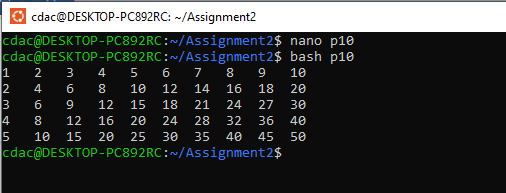 cdac@DESKTOP-PC892RC: ~/Assignment2
cdac@DESKTOP-PC892RC:~/Assignment2$ nano p10
cdac@DESKTOP-PC892RC:~/Assignment2$ bash p10
1 2 3 4 5 6 7 8 9 10
2 4 6 8 10 12 14 16 18 20
3 6 9 12 15 18 21 24 27 30
4 8 12 16 20 24 28 32 36 40
5 10 15 20 25 30 35 40 45 50
cdac@DESKTOP-PC892RC:~/Assignment2$